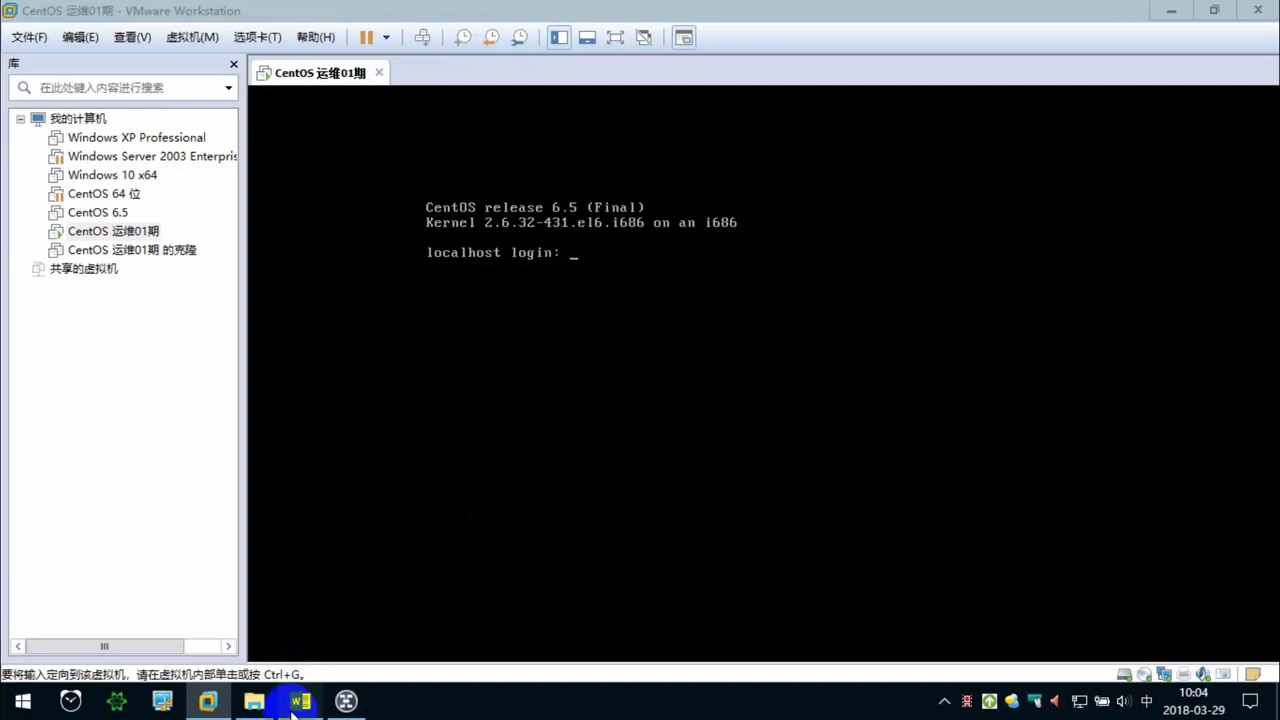 CentOS 运维01期 - VMware Workstation
文件(F) 编辑(E) 查看(V) 虚拟机(M) 选项卡(T) 帮助(H)
库
在此处键入内容进行搜索
CentOS 运维01期
我的计算机
Windows XP Professional
Windows Server 2003 Enterpris
Windows 10 x64
CentOS 64 位
CentOS 6.5
CentOS 运维01期
CentOS 运维01期 的克隆
共享的虚拟机
CentOS release 6.5 (Final)
Kernel 2.6.32-431.el6.i686 on an i686
localhost login: _
要将输入定向到该虚拟机，请在虚拟机内部单击或按 Ctrl+G。
W
中
10:04
2018-03-29